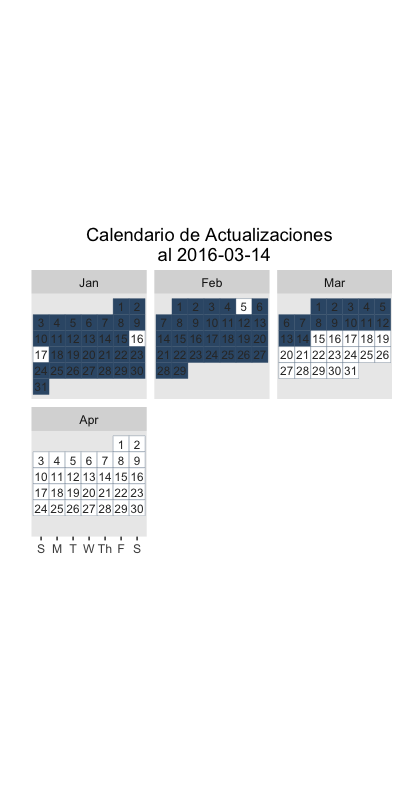 Calendario de Actualizaciones
al 2016-03-14
Jan Feb Mar
1 2 1 2 3 4 5 6 1 2 3 4 5
3 4 5 6 7 8 9 7 8 9 10 11 12 13 6 7 8 9 10 11 12
10 11 12 13 14 15 16 14 15 16 17 18 19 20 13 14 15 16 17 18 19
17 18 19 20 21 22 23 21 22 23 24 25 26 27 20 21 22 23 24 25 26
24 25 26 27 28 29 30 28 29 27 28 29 30 31
31
Apr
1 2
3 4 5 6 7 8 9
10 11 12 13 14 15 16
17 18 19 20 21 22 23
24 25 26 27 28 29 30
S M T W Th F S